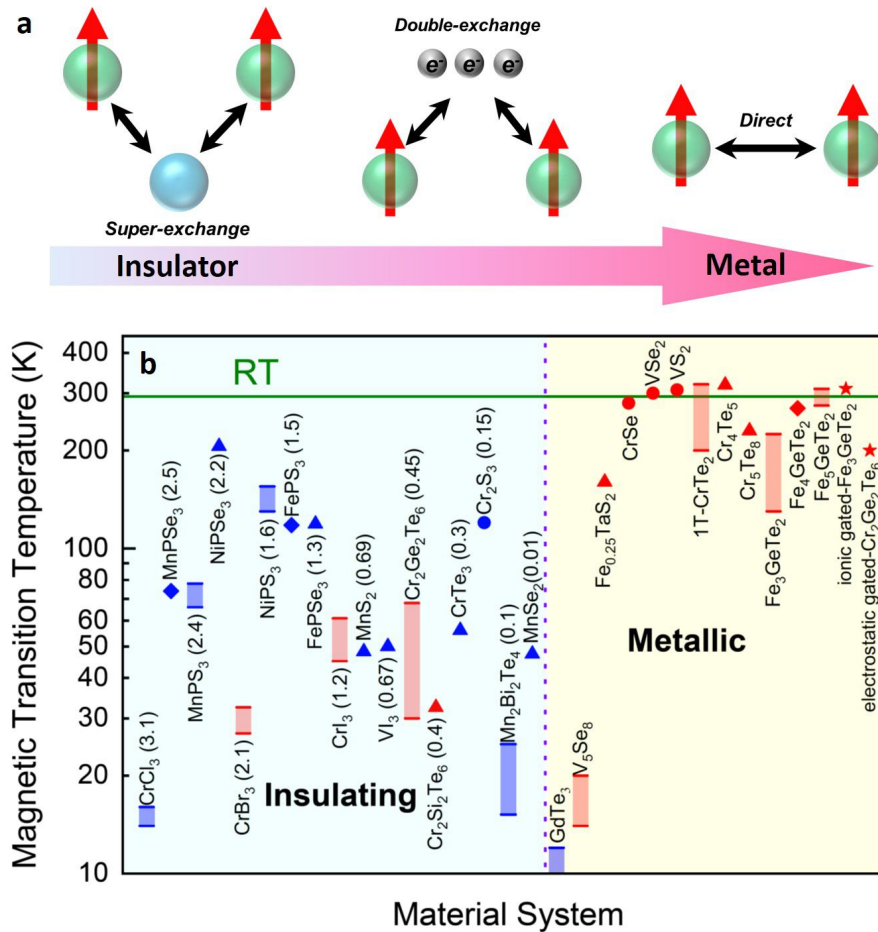 a
Double-exchange
e- e- e-
Direct
Super-exchange
Insulator
Metal
b
Magnetic Transition Temperature (K)
400
300
200
100
80
60
50
40
30
20
10
RT
CrCl3 (3.1)
MnPSe3 (2.5)
MnPS3 (2.4)
NiPSe3 (2.2)
CrBr3 (2.1)
NiPS3 (1.6)
FePS3 (1.5)
FePSe3 (1.3)
CrI3 (1.2)
MnS2 (0.69)
VI3 (0.67)
Cr2Ge2Te6 (0.45)
Cr2Si2Te6 (0.4)
CrTe3 (0.3)
Cr2S3 (0.15)
Mn2Bi2Te4 (0.1)
MnSe2 (0.01)
Insulating
GdTe3
V5Se8
Fe0.25TaS2
CrSe
VSe2
VS2
1T-CrTe2
Cr4Te5
Cr5Te8
Fe3GeTe2
Fe4GeTe2
Fe5GeTe2
ionic gated-Fe3GeTe2
electrostatic gated-Cr2Ge2Te6
Metallic
Material System